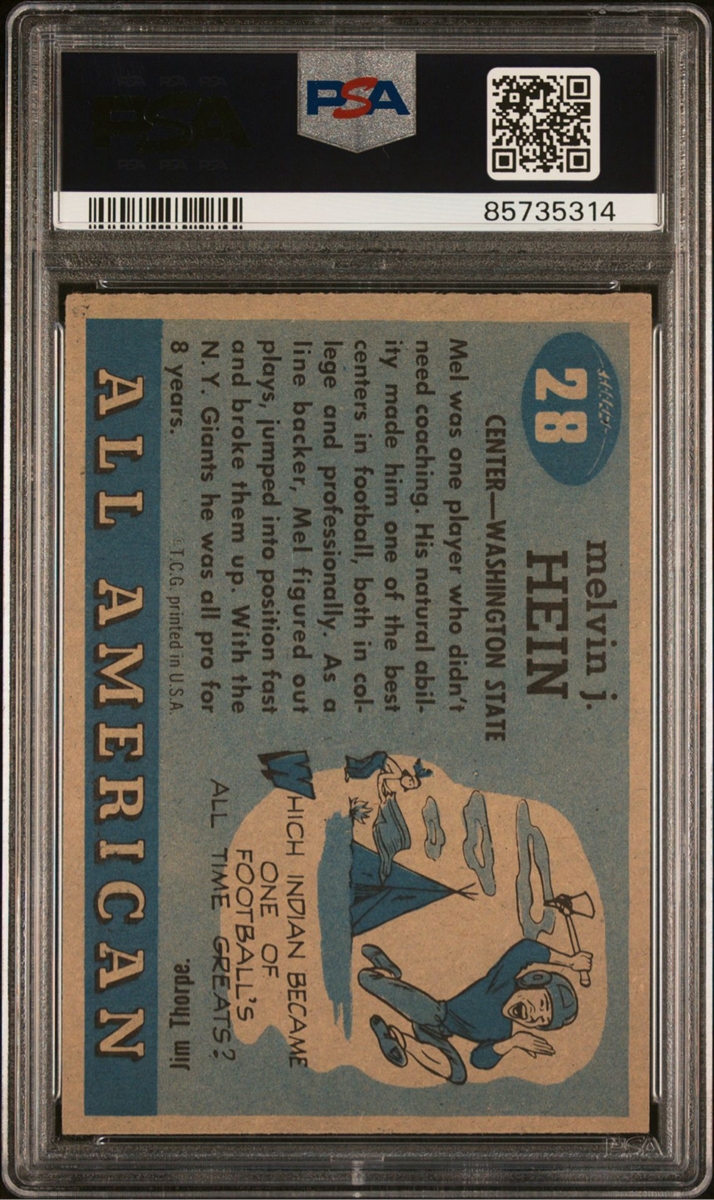 PSA
85735314
28
melvin j.
HEIN
CENTER—WASHINGTON STATE
Mel was one player who didn't
need coaching. His natural abil-
ity made him one of the best
centers in football, both in col-
lege and professionally. As a
line backer, Mel figured out
plays, jumped into position fast
and broke them up. With the
N.Y. Giants he was all pro for
8 years.
T.C.G. printed in U.S.A.
WHICH INDIAN BECAME
ONE OF
FOOTBALL'S
ALL TIME GREATS?
Jim Thorpe.
ALL AMERICAN
PSA